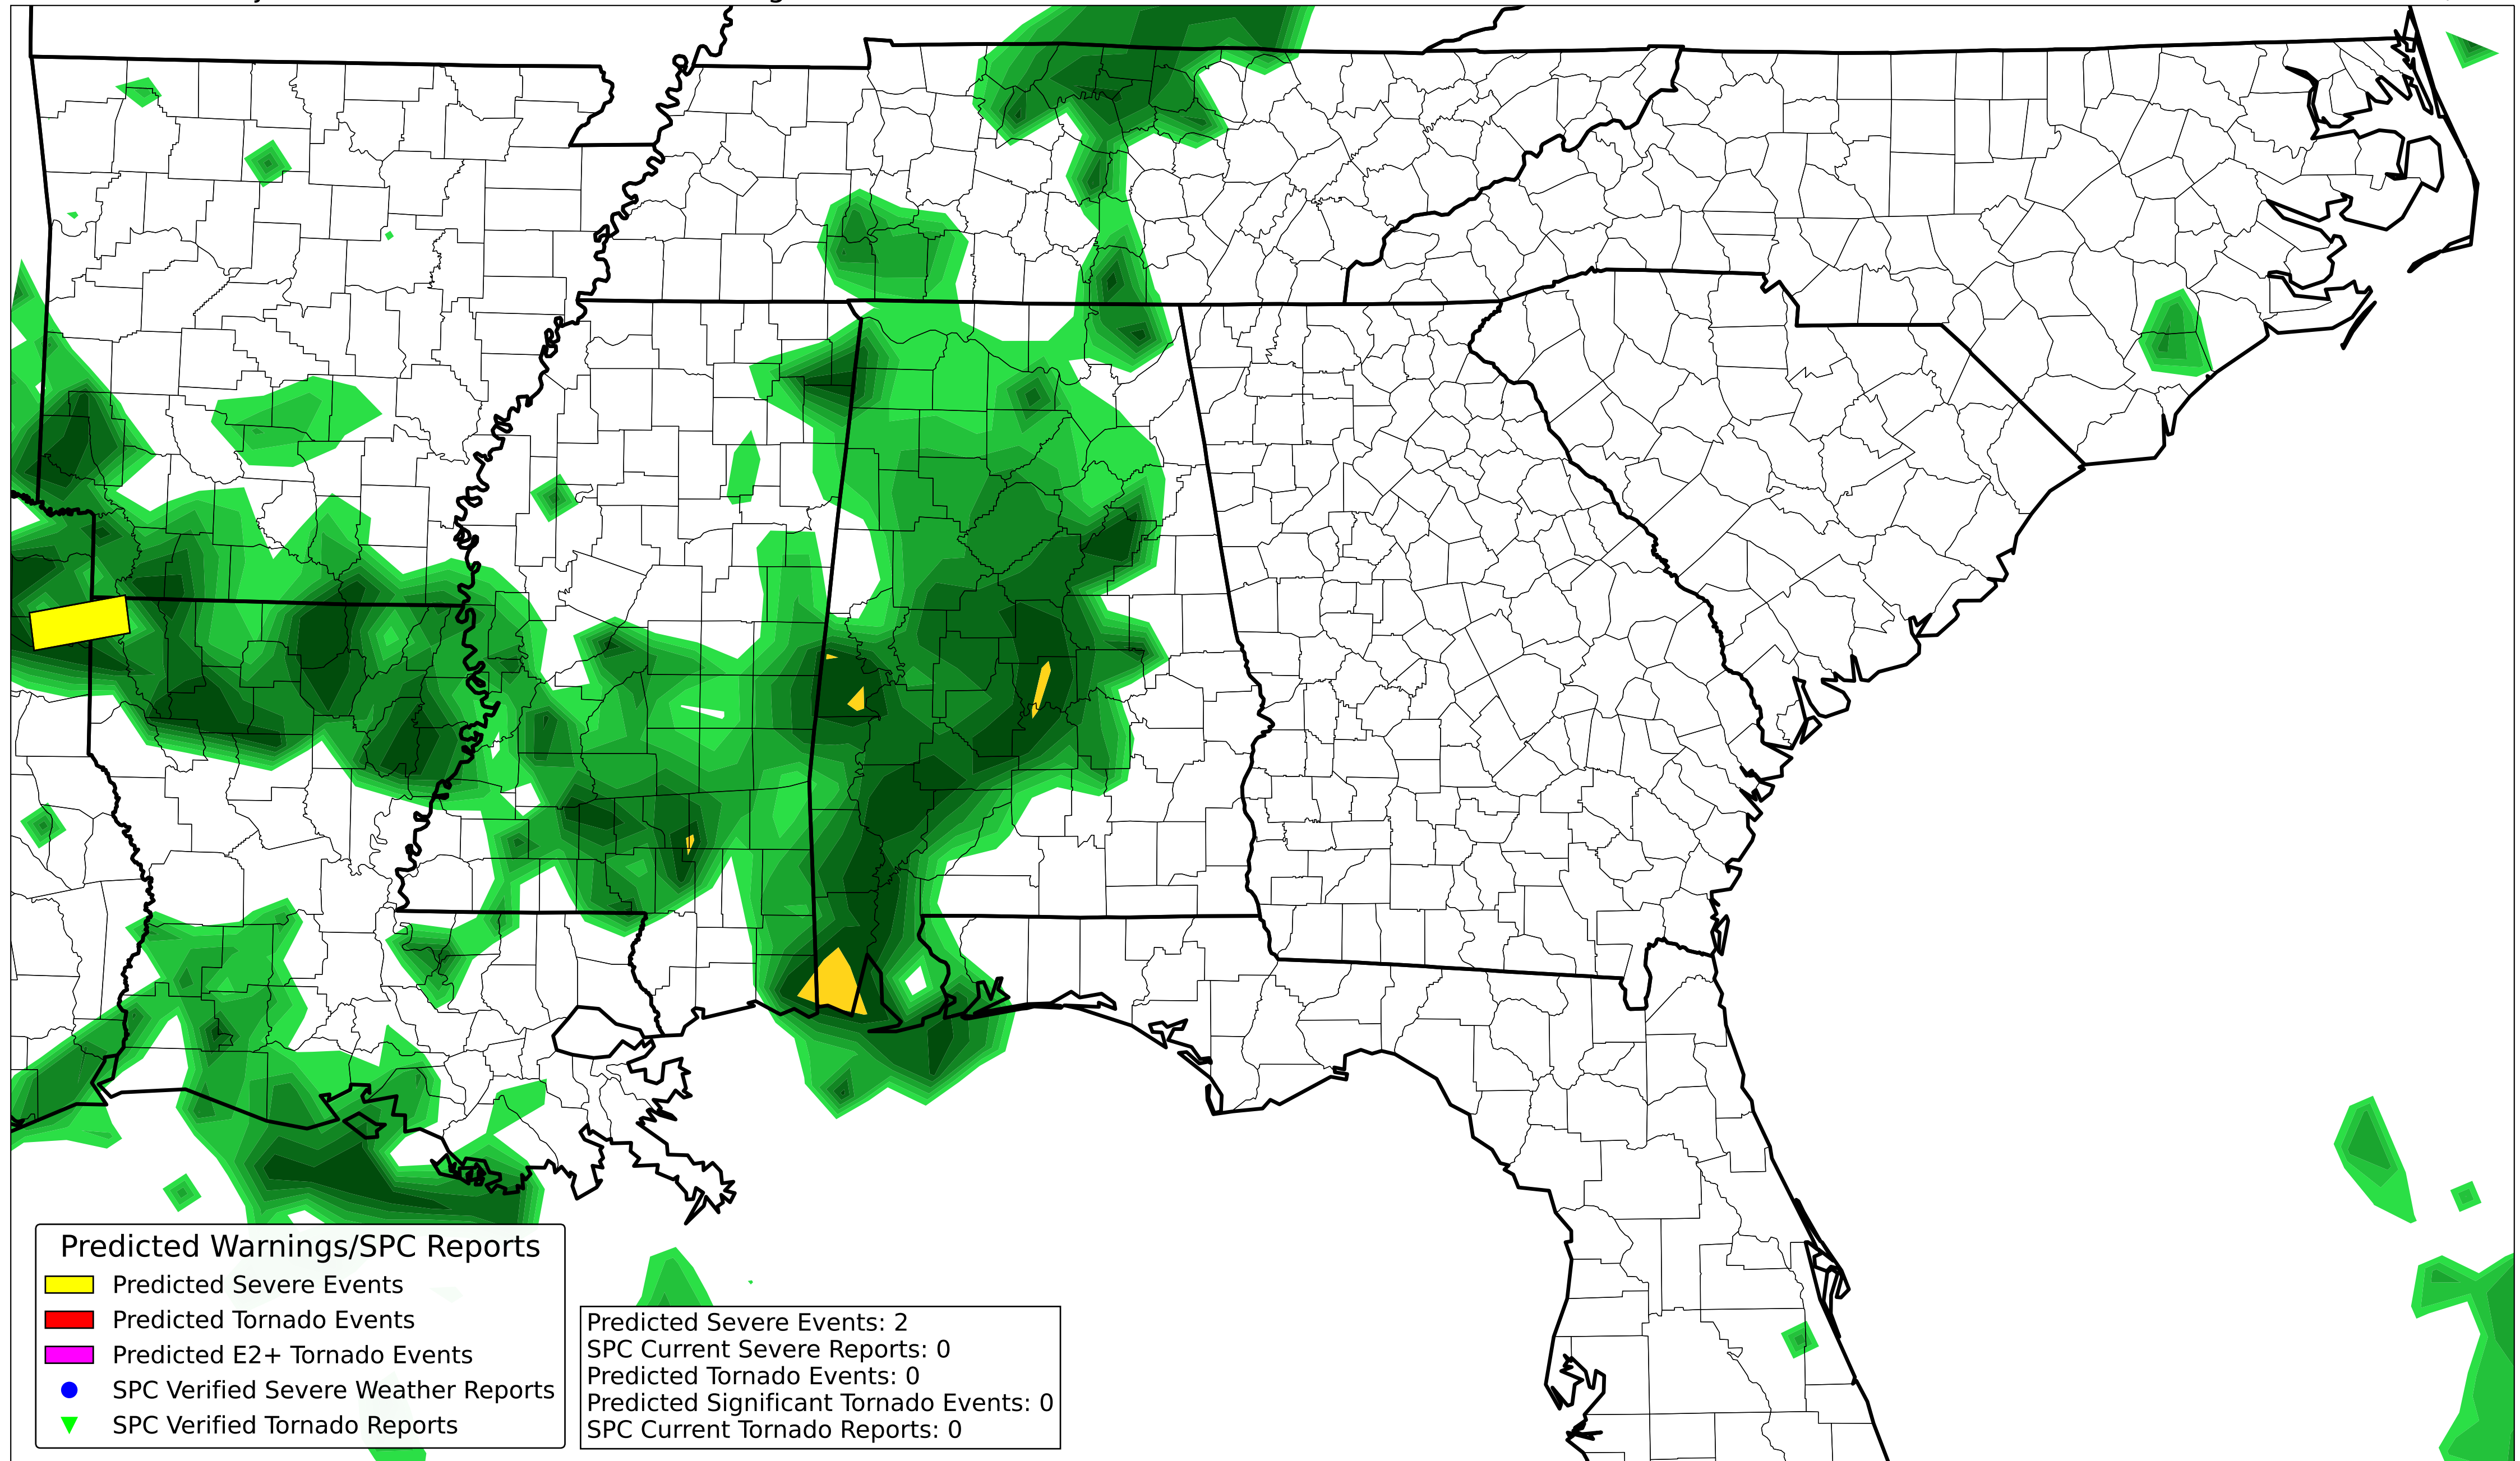 Predicted Warnings/SPC Reports
Predicted Severe Events
Predicted Tornado Events
Predicted E2+ Tornado Events
SPC Verified Severe Weather Reports
SPC Verified Tornado Reports
Predicted Severe Events: 2
SPC Current Severe Reports: 0
Predicted Tornado Events: 0
Predicted Significant Tornado Events: 0
SPC Current Tornado Reports: 0